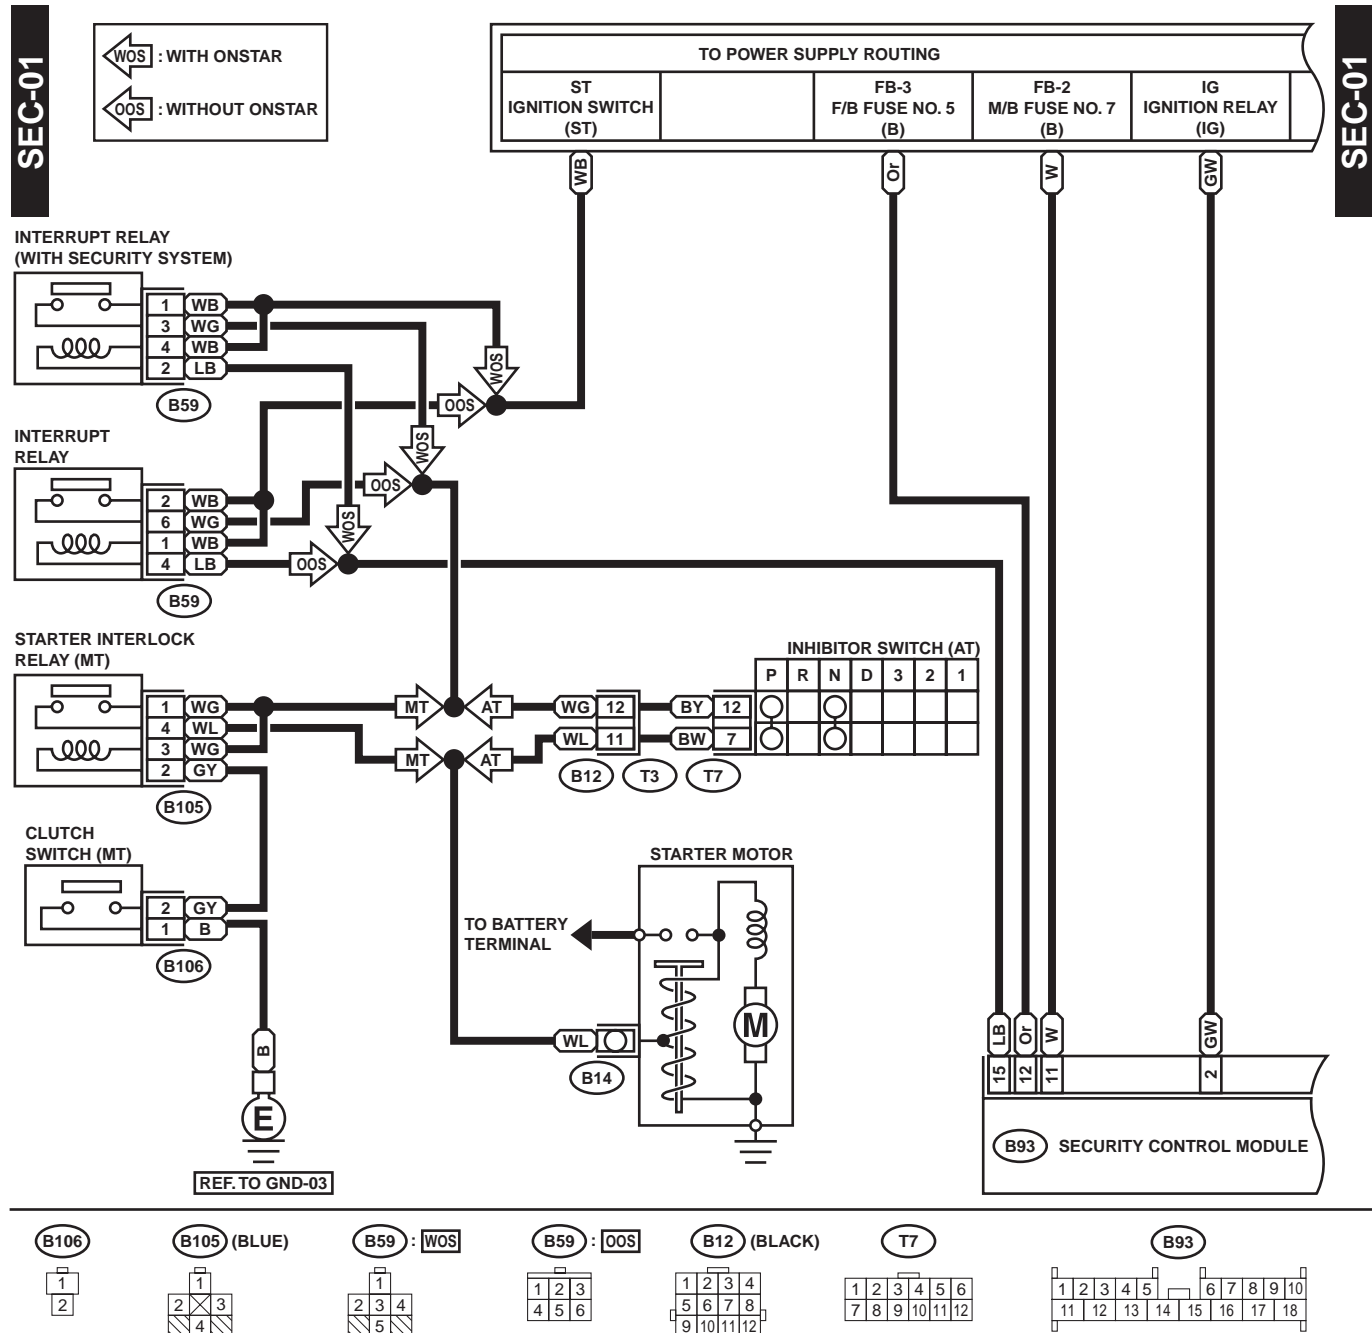 SEC-01
SEC-01
WOS : WITH ONSTAR
OOS : WITHOUT ONSTAR
TO POWER SUPPLY ROUTING
ST
IGNITION SWITCH
(ST)
FB-3
F/B FUSE NO. 5
(B)
FB-2
M/B FUSE NO. 7
(B)
IG
IGNITION RELAY
(IG)
WB
Or
W
GW
INTERRUPT RELAY
(WITH SECURITY SYSTEM)
1 WB
3 WG
4 WB
2 LB
B59
WOS
OOS
INTERRUPT
RELAY
2 WB
6 WG
1 WB
4 LB
B59
WOS
OOS
WOS
OOS
STARTER INTERLOCK
RELAY (MT)
1 WG
4 WL
3 WG
2 GY
B105
MT AT
MT AT
WG 12 BY 12
WL 11 BW 7
B12 T3 T7
INHIBITOR SWITCH (AT)
P R N D 3 2 1
CLUTCH
SWITCH (MT)
2 GY
1 B
B106
B
E
REF. TO GND-03
STARTER MOTOR
TO BATTERY
TERMINAL
M
WL
B14
LB Or W GW
15 12 11 2
B93 SECURITY CONTROL MODULE
B106
1
2
B105 (BLUE)
1
2 3
4
B59 : WOS
1
2 3 4
5
B59 : OOS
1 2 3
4 5 6
B12 (BLACK)
1 2 3 4
5 6 7 8
9 10 11 12
T7
1 2 3 4 5 6
7 8 9 10 11 12
B93
1 2 3 4 5 6 7 8 9 10
11 12 13 14 15 16 17 18